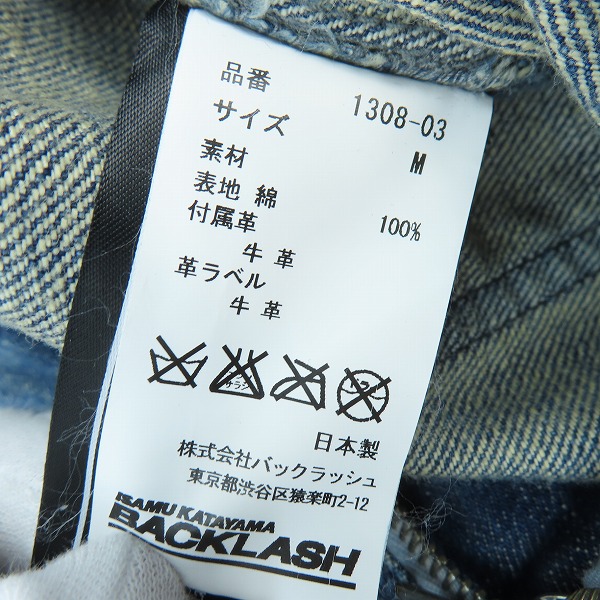 品番 1308-03
サイズ M
素材
表地 綿 100%
付属革
牛革
革ラベル
牛革
サラシ
日本製
株式会社バックラッシュ
東京都渋谷区猿楽町2-12
ISAMU KATAYAMA
BACKLASH